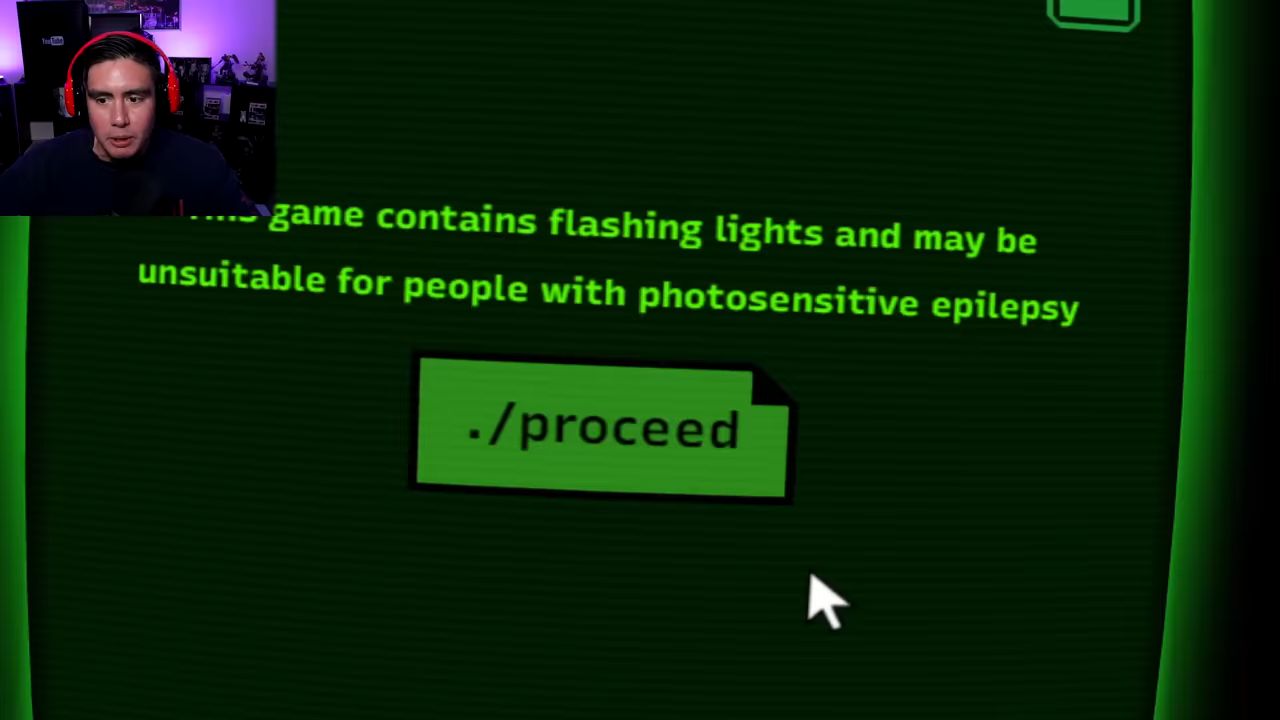 game contains flashing lights and may be
unsuitable for people with photosensitive epilepsy
./proceed